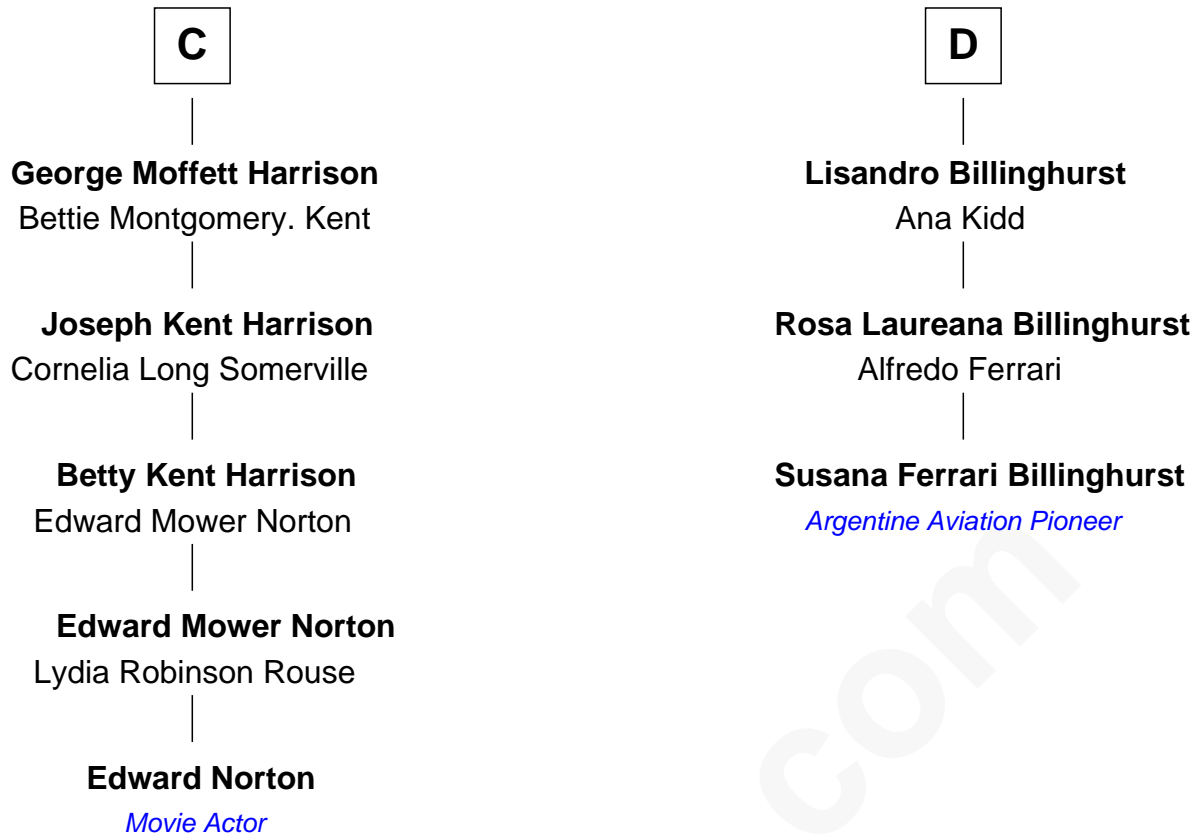 C
George Moffett Harrison
Bettie Montgomery. Kent
Joseph Kent Harrison
Cornelia Long Somerville
Betty Kent Harrison
Edward Mower Norton
Edward Mower Norton
Lydia Robinson Rouse
Edward Norton
Movie Actor
D
Lisandro Billinghurst
Ana Kidd
Rosa Laureana Billinghurst
Alfredo Ferrari
Susana Ferrari Billinghurst
Argentine Aviation Pioneer
com